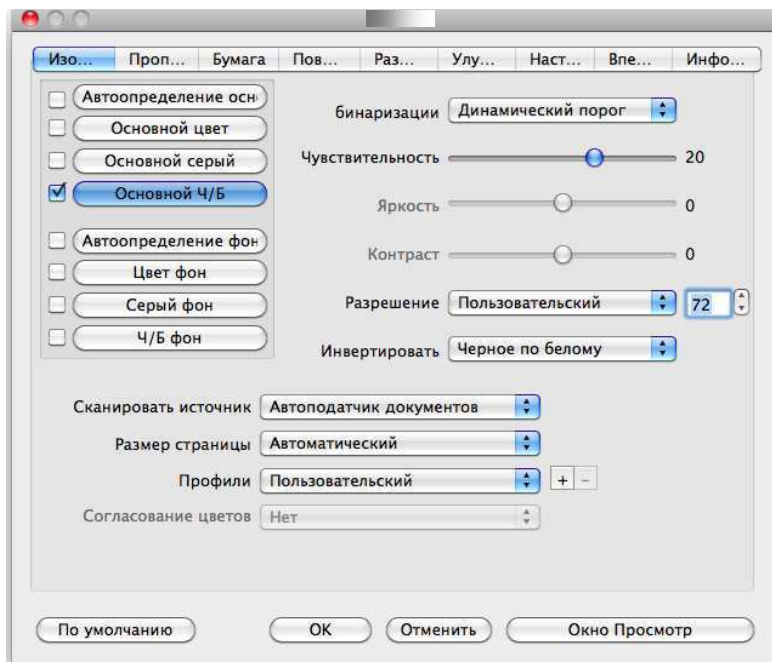 Изо... Проп... Бумага Пов... Раз... Улу... Наст... Впе... Инфо...
Автоопределение осн
Основной цвет
Основной серый
Основной Ч/Б
Автоопределение фон
Цвет фон
Серый фон
Ч/Б фон
бинаризации Динамический порог
Чувствительность 20
Яркость 0
Контраст 0
Разрешение Пользовательский 72
Инвертировать Черное по белому
Сканировать источник Автоподатчик документов
Размер страницы Автоматический
Профили Пользовательский + −
Согласование цветов Нет
По умолчанию OK Отменить Окно Просмотр